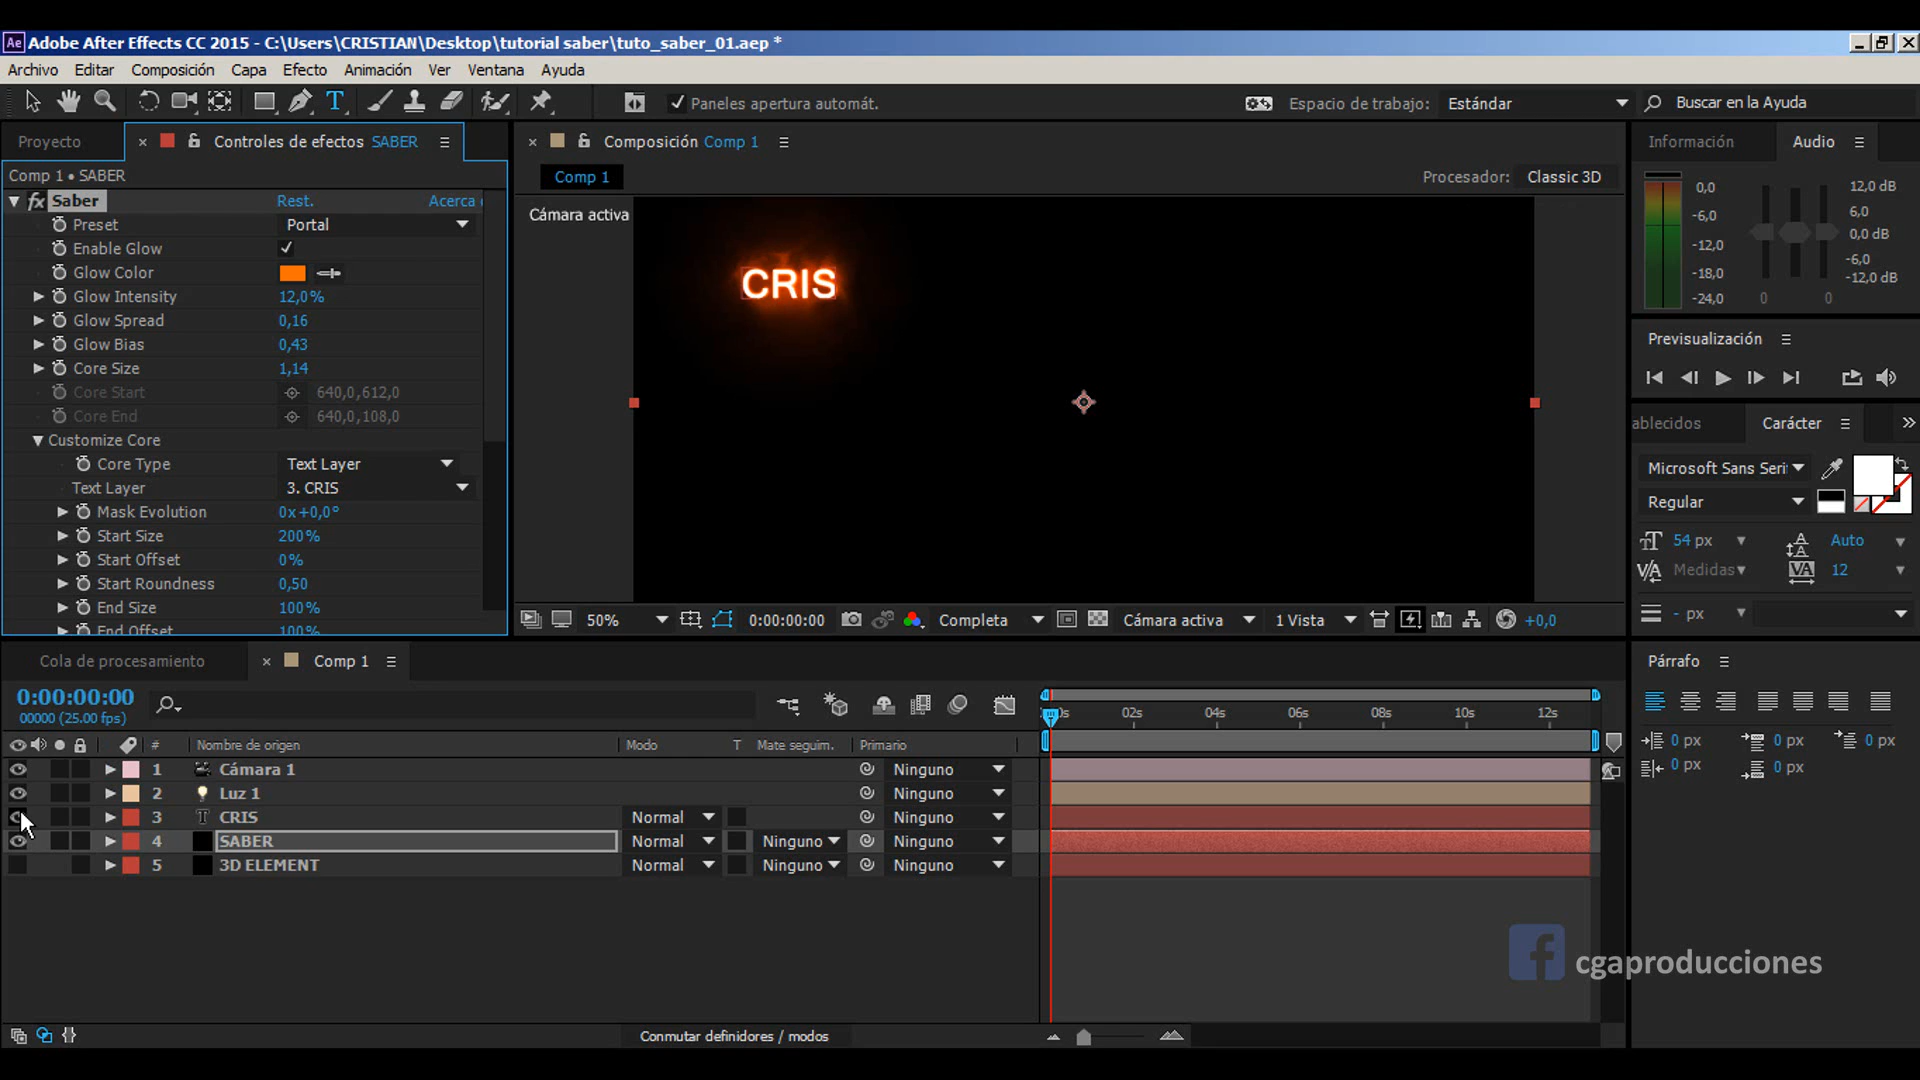 Ae Adobe After Effects CC 2015 - C:\Users\CRISTIAN\Desktop\tutorial saber\tuto_saber_01.aep *
Archivo Editar Composición Capa Efecto Animación Ver Ventana Ayuda
T Paneles apertura automát. Espacio de trabajo: Estándar Buscar en la Ayuda
Proyecto × Controles de efectos SABER
Comp 1 • SABER
fx Saber Rest. Acerca
Preset Portal
Enable Glow
Glow Color
Glow Intensity 12,0%
Glow Spread 0,16
Glow Bias 0,43
Core Size 1,14
Core Start 640,0,612,0
Core End 640,0,108,0
Customize Core
Core Type Text Layer
Text Layer 3. CRIS
Mask Evolution 0x+0,0°
Start Size 200%
Start Offset 0%
Start Roundness 0,50
End Size 100%
End Offset 100%
× Composición Comp 1
Comp 1 Procesador: Classic 3D
Cámara activa
CRIS
50% 0:00:00:00 Completa Cámara activa 1 Vista +0,0
Información Audio
0,0
-6,0
-12,0
-18,0
-24,0
0 0
12,0 dB
6,0
0,0 dB
-6,0
-12,0 dB
Previsualización
ablecidos Carácter
Microsoft Sans Seri
Regular
54 px Auto
Medidas 12
- px
Párrafo
0 px 0 px 0 px
0 px 0 px
Cola de procesamiento × Comp 1
0:00:00:00
00000 (25.00 fps)
02s 04s 06s 08s 10s 12s
# Nombre de origen Modo T Mate seguim. Primario
1 Cámara 1 Ninguno
2 Luz 1 Ninguno
3 T CRIS Normal Ninguno
4 SABER Normal Ninguno Ninguno
5 3D ELEMENT Normal Ninguno Ninguno
Conmutar definidores / modos
f cgaproducciones